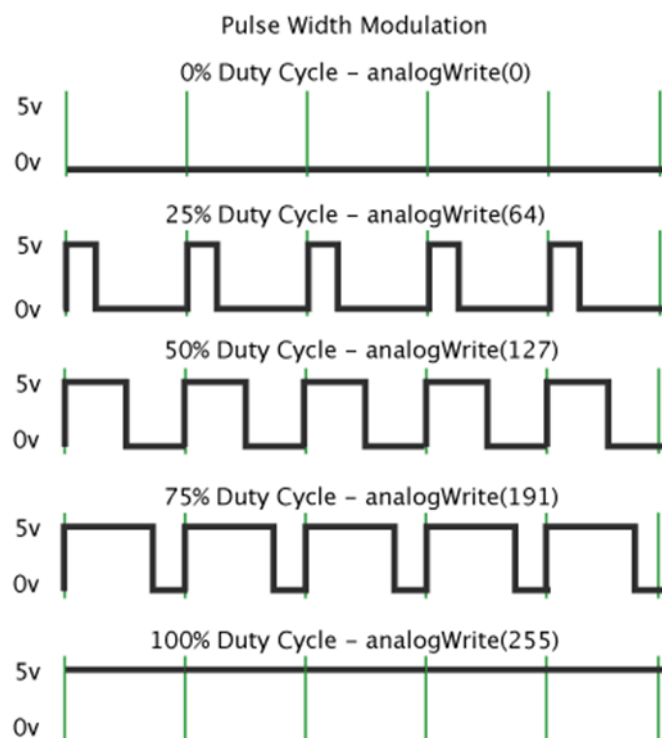 Pulse Width Modulation
0% Duty Cycle – analogWrite(0)
5v
0v
25% Duty Cycle – analogWrite(64)
5v
0v
50% Duty Cycle – analogWrite(127)
5v
0v
75% Duty Cycle – analogWrite(191)
5v
0v
100% Duty Cycle – analogWrite(255)
5v
0v